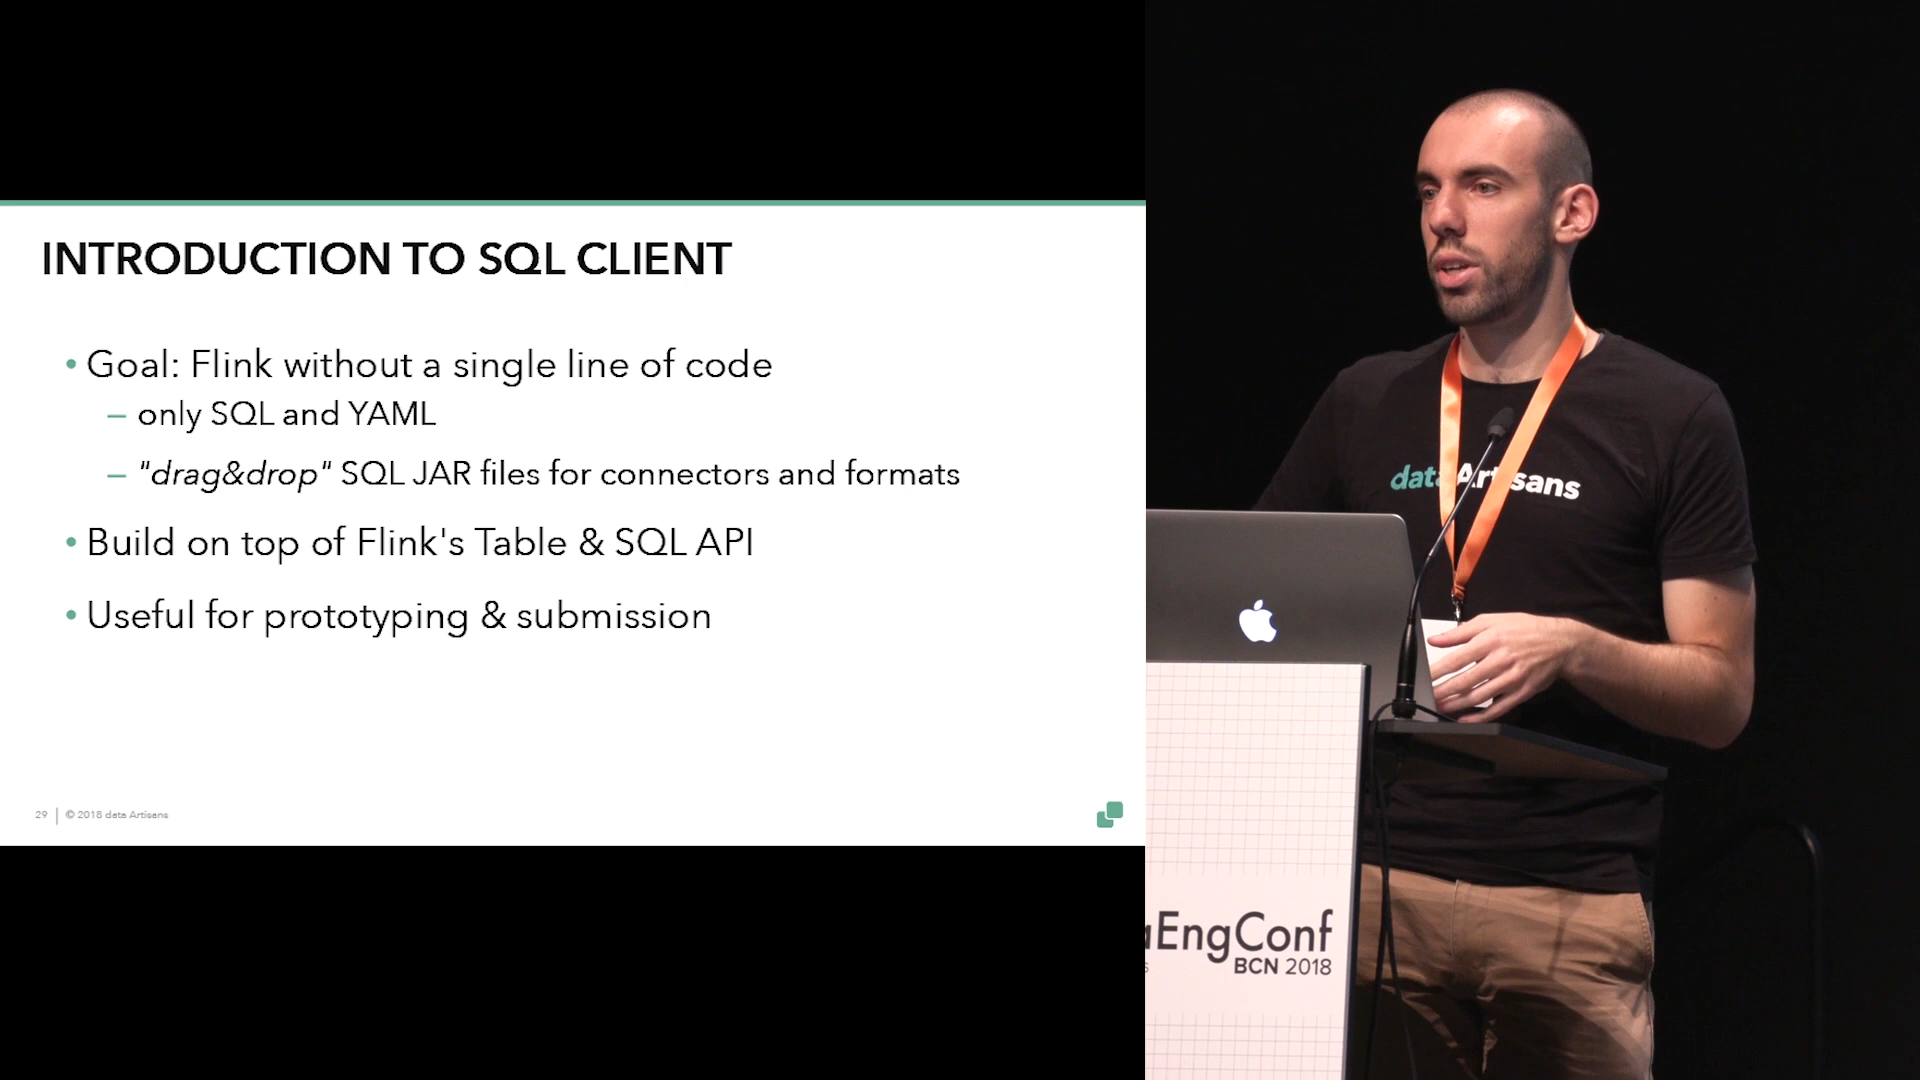 INTRODUCTION TO SQL CLIENT
• Goal: Flink without a single line of code
– only SQL and YAML
– "drag&drop" SQL JAR files for connectors and formats
• Build on top of Flink's Table & SQL API
• Useful for prototyping & submission
29 | © 2018 data Artisans
dataArtisans
aEngConf
BCN 2018